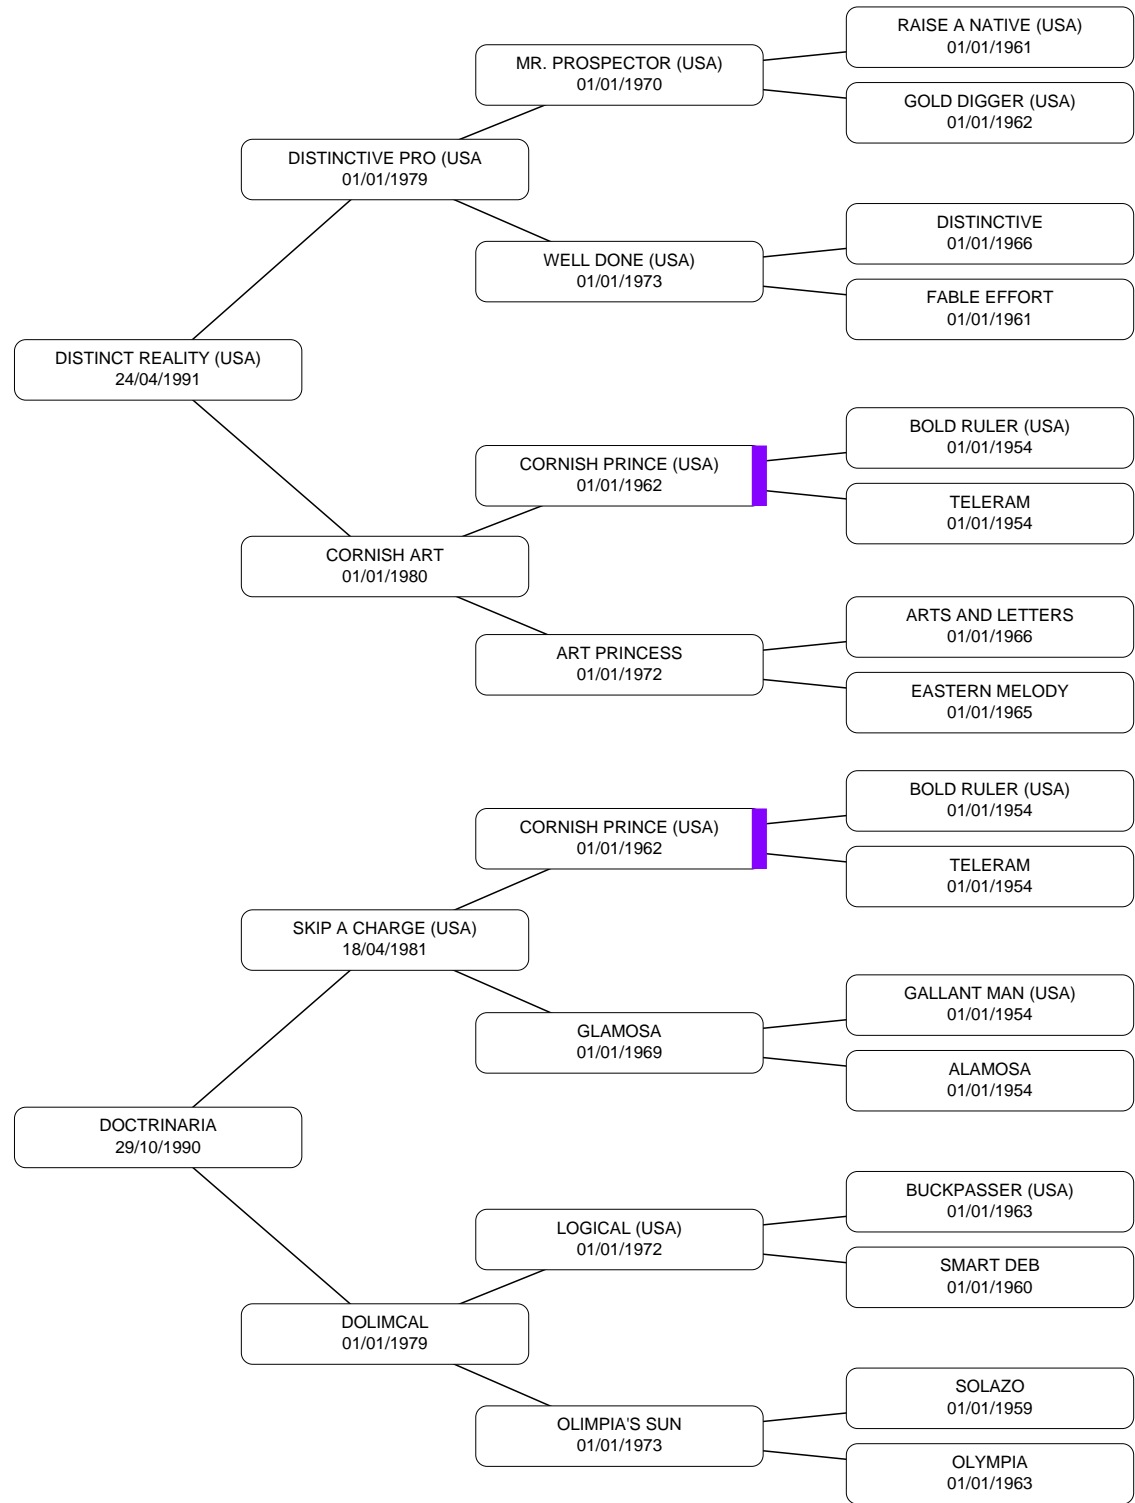 RAISE A NATIVE (USA)
01/01/1961
MR. PROSPECTOR (USA)
01/01/1970
GOLD DIGGER (USA)
01/01/1962
DISTINCTIVE PRO (USA
01/01/1979
DISTINCTIVE
01/01/1966
WELL DONE (USA)
01/01/1973
FABLE EFFORT
01/01/1961
DISTINCT REALITY (USA)
24/04/1991
BOLD RULER (USA)
01/01/1954
CORNISH PRINCE (USA)
01/01/1962
TELERAM
01/01/1954
CORNISH ART
01/01/1980
ARTS AND LETTERS
01/01/1966
ART PRINCESS
01/01/1972
EASTERN MELODY
01/01/1965
BOLD RULER (USA)
01/01/1954
CORNISH PRINCE (USA)
01/01/1962
TELERAM
01/01/1954
SKIP A CHARGE (USA)
18/04/1981
GALLANT MAN (USA)
01/01/1954
GLAMOSA
01/01/1969
ALAMOSA
01/01/1954
DOCTRINARIA
29/10/1990
BUCKPASSER (USA)
01/01/1963
LOGICAL (USA)
01/01/1972
SMART DEB
01/01/1960
DOLIMCAL
01/01/1979
SOLAZO
01/01/1959
OLIMPIA'S SUN
01/01/1973
OLYMPIA
01/01/1963